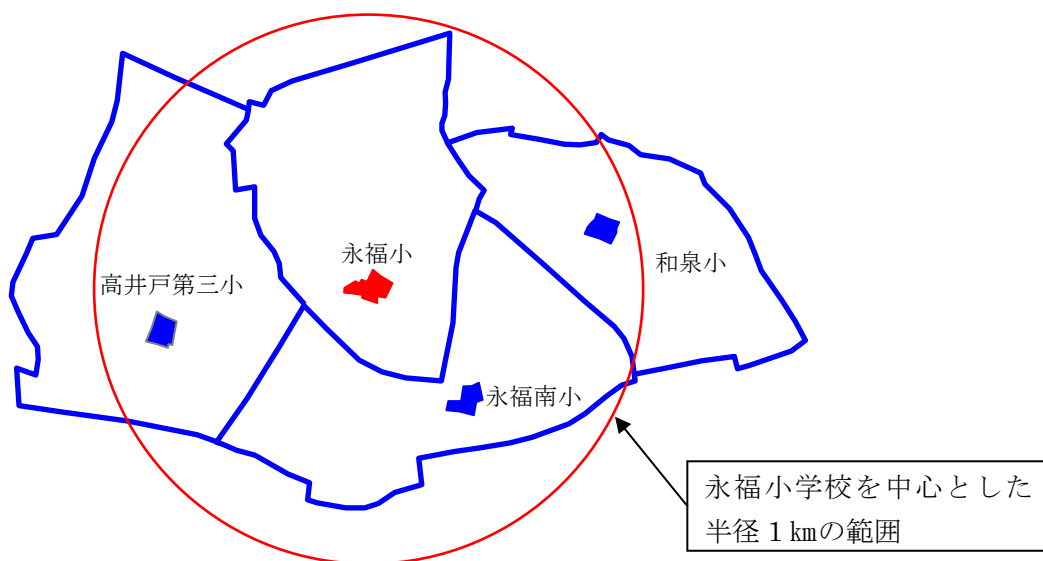 永福小
和泉小
高井戸第三小
永福南小
永福小学校を中心とした
半径１㎞の範囲